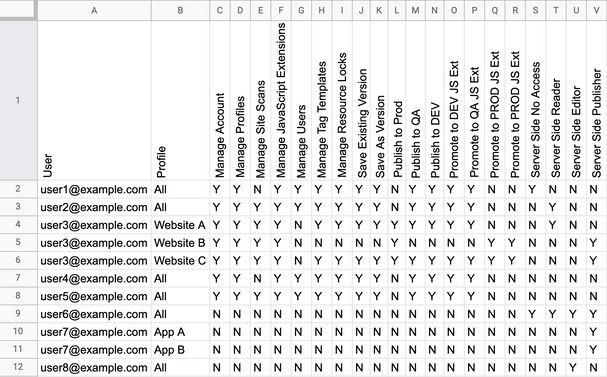 A B C D E F G H I J K L M N O P Q R S T U V
1 User Profile Manage Account Manage Profiles Manage Site Scans Manage JavaScript Extensions Manage Users Manage Tag Templates Manage Resource Locks Save Existing Version Save As Version Publish to Prod Publish to QA Publish to DEV Promote to DEV JS Ext Promote to QA JS Ext Promote to PROD JS Ext Promote to PROD JS Ext Server Side No Access Server Side Reader Server Side Editor Server Side Publisher
2 user1@example.com All Y Y N Y Y Y Y Y Y N Y Y Y Y N N Y N N N
3 user2@example.com All Y Y Y Y Y Y Y Y Y N Y Y Y Y N N N Y N N
4 user3@example.com Website A Y Y Y Y N Y Y Y Y N Y Y Y Y N N N Y N N
5 user3@example.com Website B Y Y Y Y N N N N N Y N N N N Y Y N N N Y
6 user3@example.com Website C Y Y Y Y N Y Y Y Y Y Y Y Y Y N N N N N Y
7 user4@example.com All Y Y N Y Y Y Y Y Y N Y Y Y Y N N N N N Y
8 user5@example.com All Y Y Y Y Y Y Y Y Y N Y Y Y Y N N N N N Y
9 user6@example.com All N N N N N N N N N N N N N N N N Y Y Y Y
10 user7@example.com App A N N N N N N N N N N N N N N N N N N N Y
11 user7@example.com App B N N N N N N N N N N N N N N N N N N N Y
12 user8@example.com All N N N N N N N N N N N N N N N N N N Y N